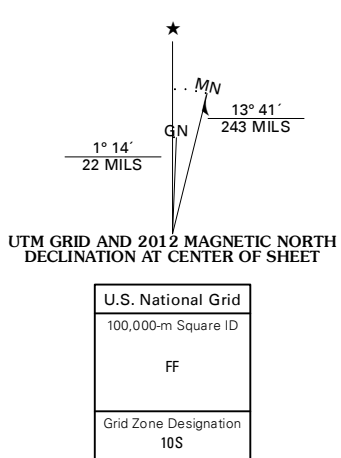 ★
MN
GN
13° 41´
243 MILS
1° 14´
22 MILS
UTM GRID AND 2012 MAGNETIC NORTH
DECLINATION AT CENTER OF SHEET
U.S. National Grid
100,000-m Square ID
FF
Grid Zone Designation
10S